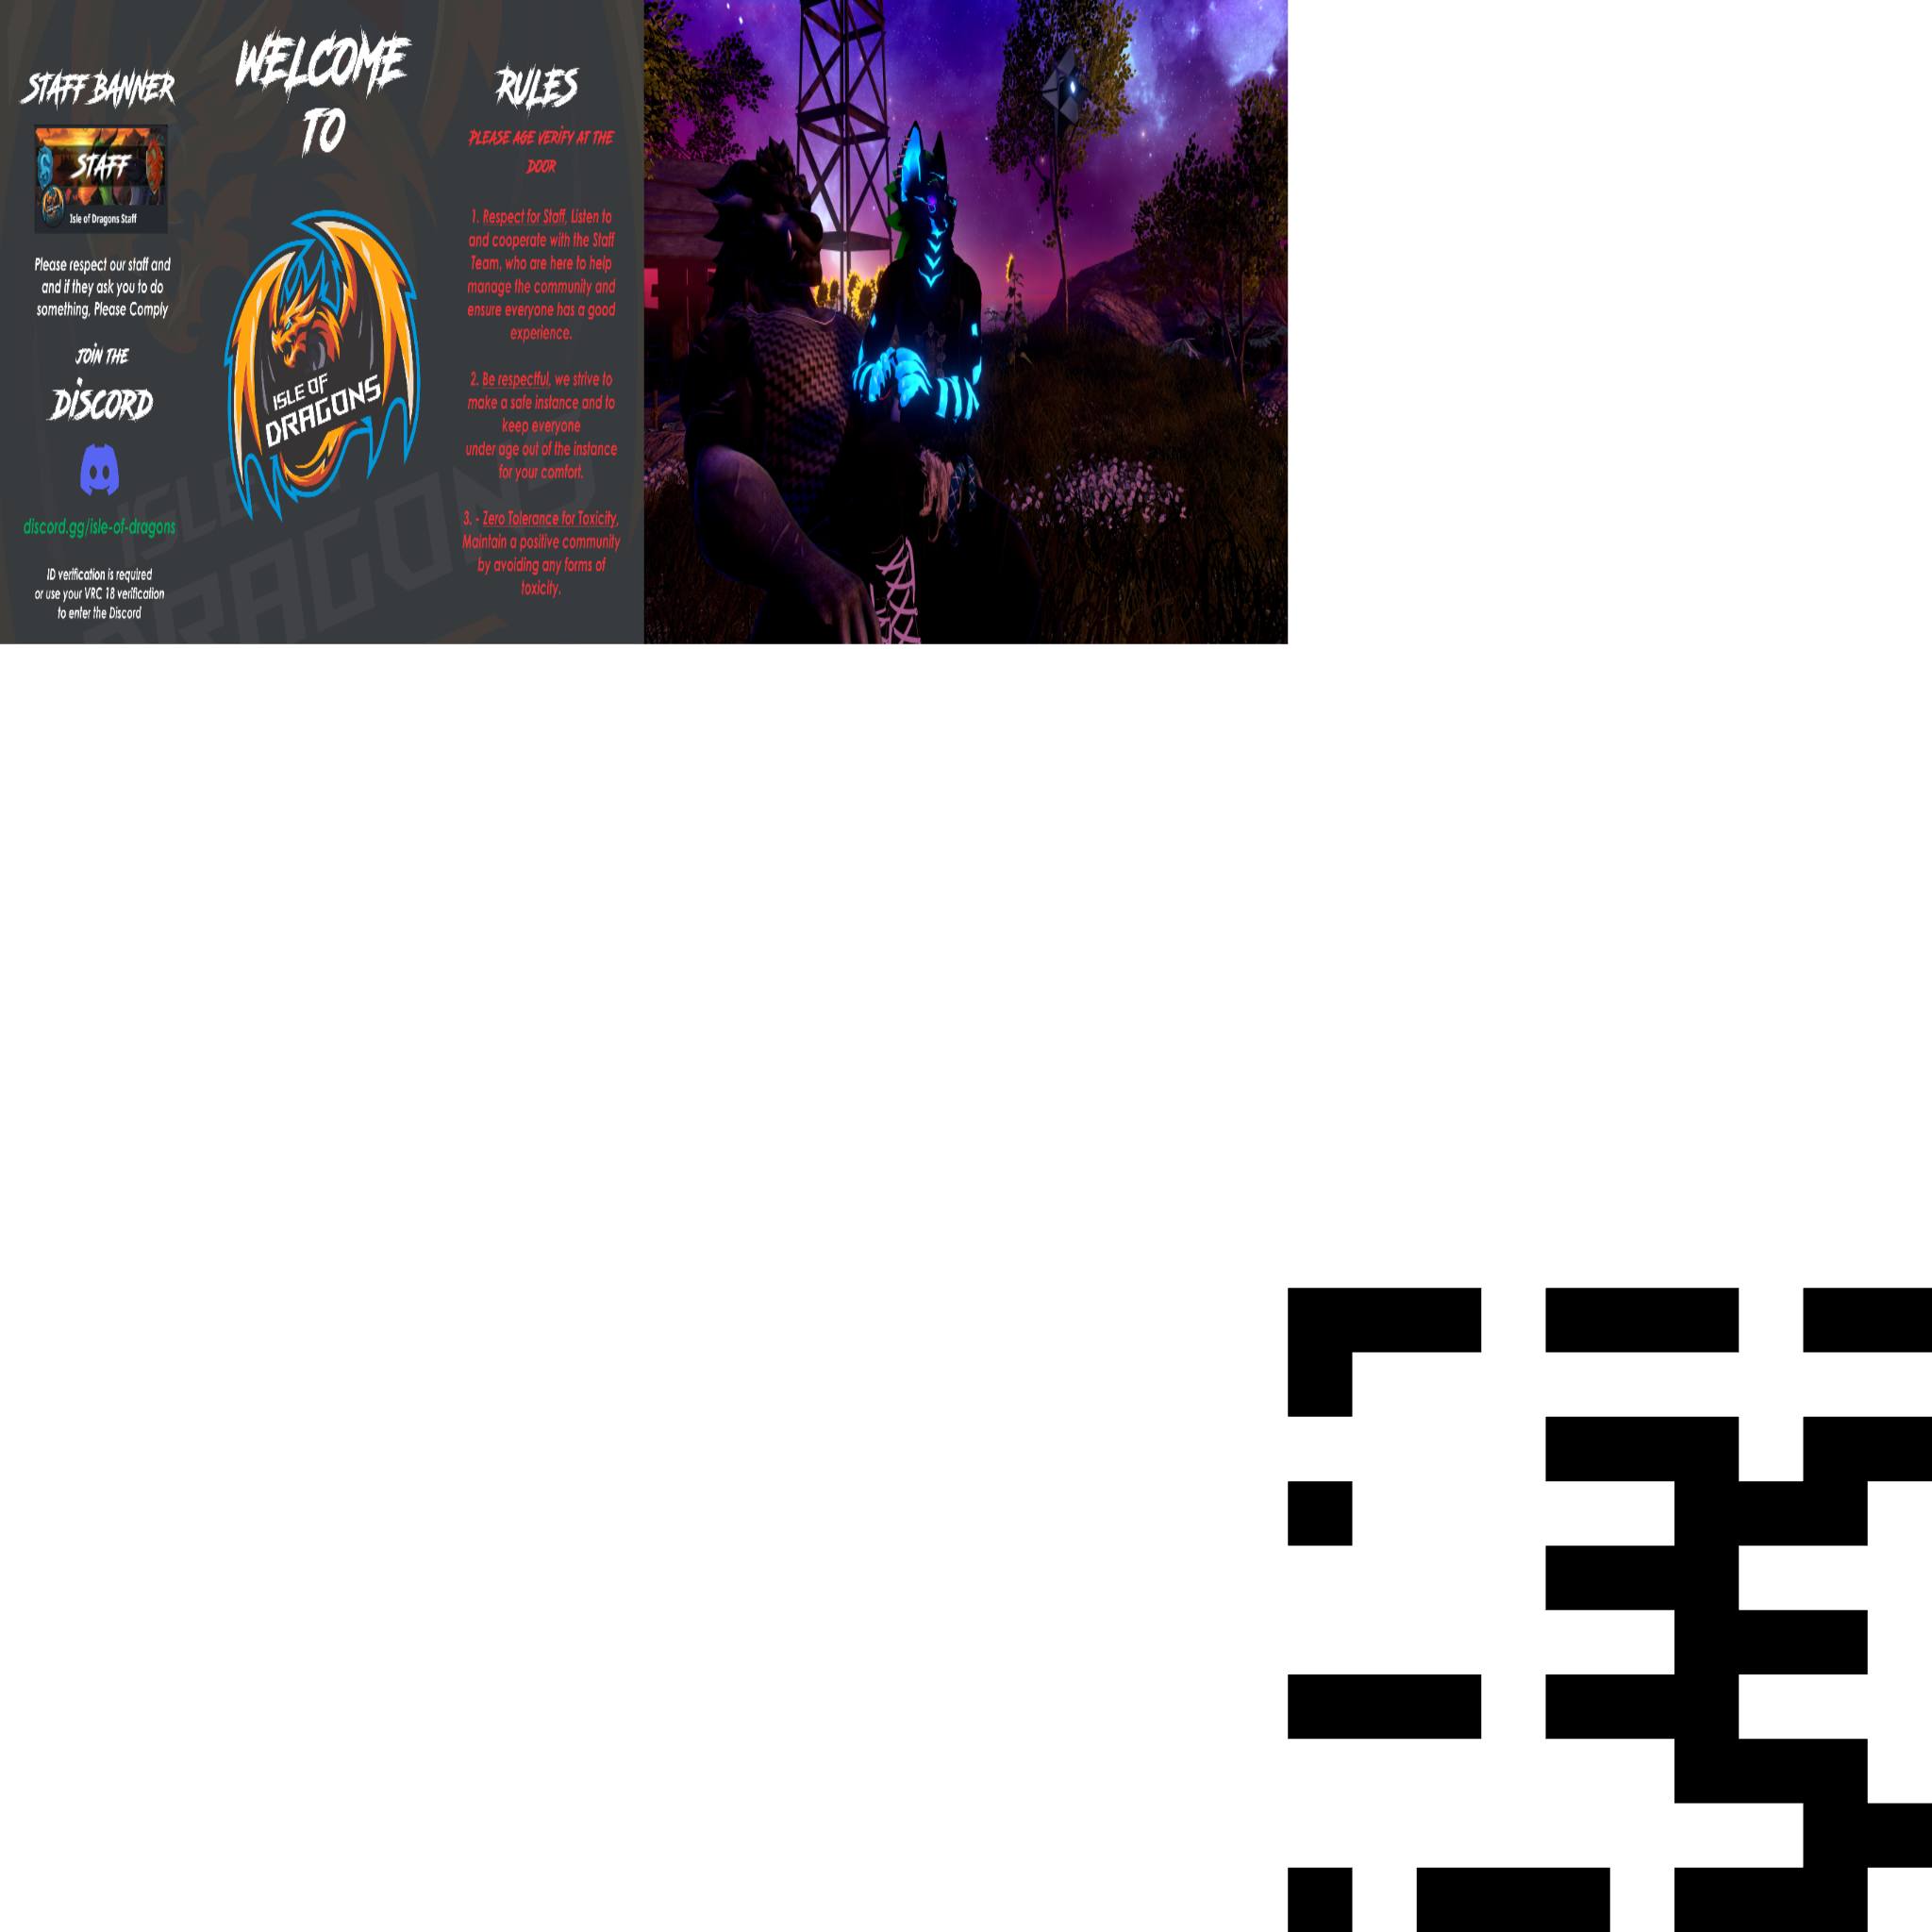 STAFF BANNER
STAFF
Isle of Dragons Staff
Please respect our staff and
and if they ask you to do
something, Please Comply
JOIN THE
DISCORD
discord.gg/isle-of-dragons
ID verification is required
or use your VRC 18 verification
to enter the Discord
WELCOME
TO
ISLE OF
DRAGONS
RULES
PLEASE AGE VERIFY AT THE
DOOR
1. Respect for Staff, Listen to
and cooperate with the Staff
Team, who are here to help
manage the community and
ensure everyone has a good
experience.
2. Be respectful, we strive to
make a safe instance and to
keep everyone
under age out of the instance
for your comfort.
3. - Zero Tolerance for Toxicity,
Maintain a positive community
by avoiding any forms of
toxicity.
ISLE OF
DRAGONS